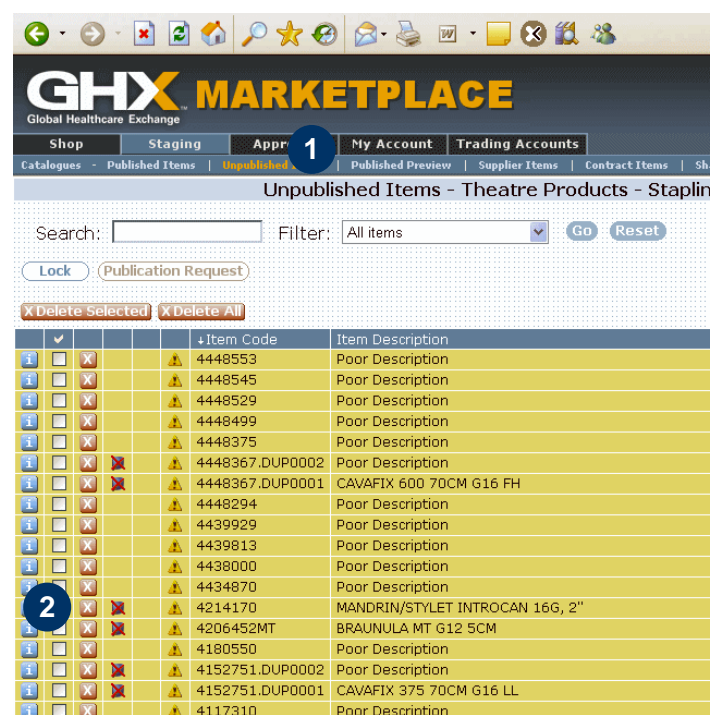 GHX MARKETPLACE
Global Healthcare Exchange
Shop Staging 1 My Account Trading Accounts
Catalogues - Published Items | Unpublished | Published Preview | Supplier Items | Contract Items |
Unpublished Items - Theatre Products -
Search: Filter: All items Go Reset
Lock Publication Request
X Delete Selected X Delete All
↓Item Code Item Description
4448553 Poor Description
4448545 Poor Description
4448529 Poor Description
4448499 Poor Description
4448375 Poor Description
4448367.DUP0002 Poor Description
4448367.DUP0001 CAVAFIX 600 70CM G16 FH
4448294 Poor Description
4439929 Poor Description
4439813 Poor Description
4438000 Poor Description
4434870 Poor Description
2 4214170 MANDRIN/STYLET INTROCAN 16G, 2"
4206452MT BRAUNULA MT G12 5CM
4180550 Poor Description
4152751.DUP0002 Poor Description
4152751.DUP0001 CAVAFIX 375 70CM G16 LL
4117310 Poor Description